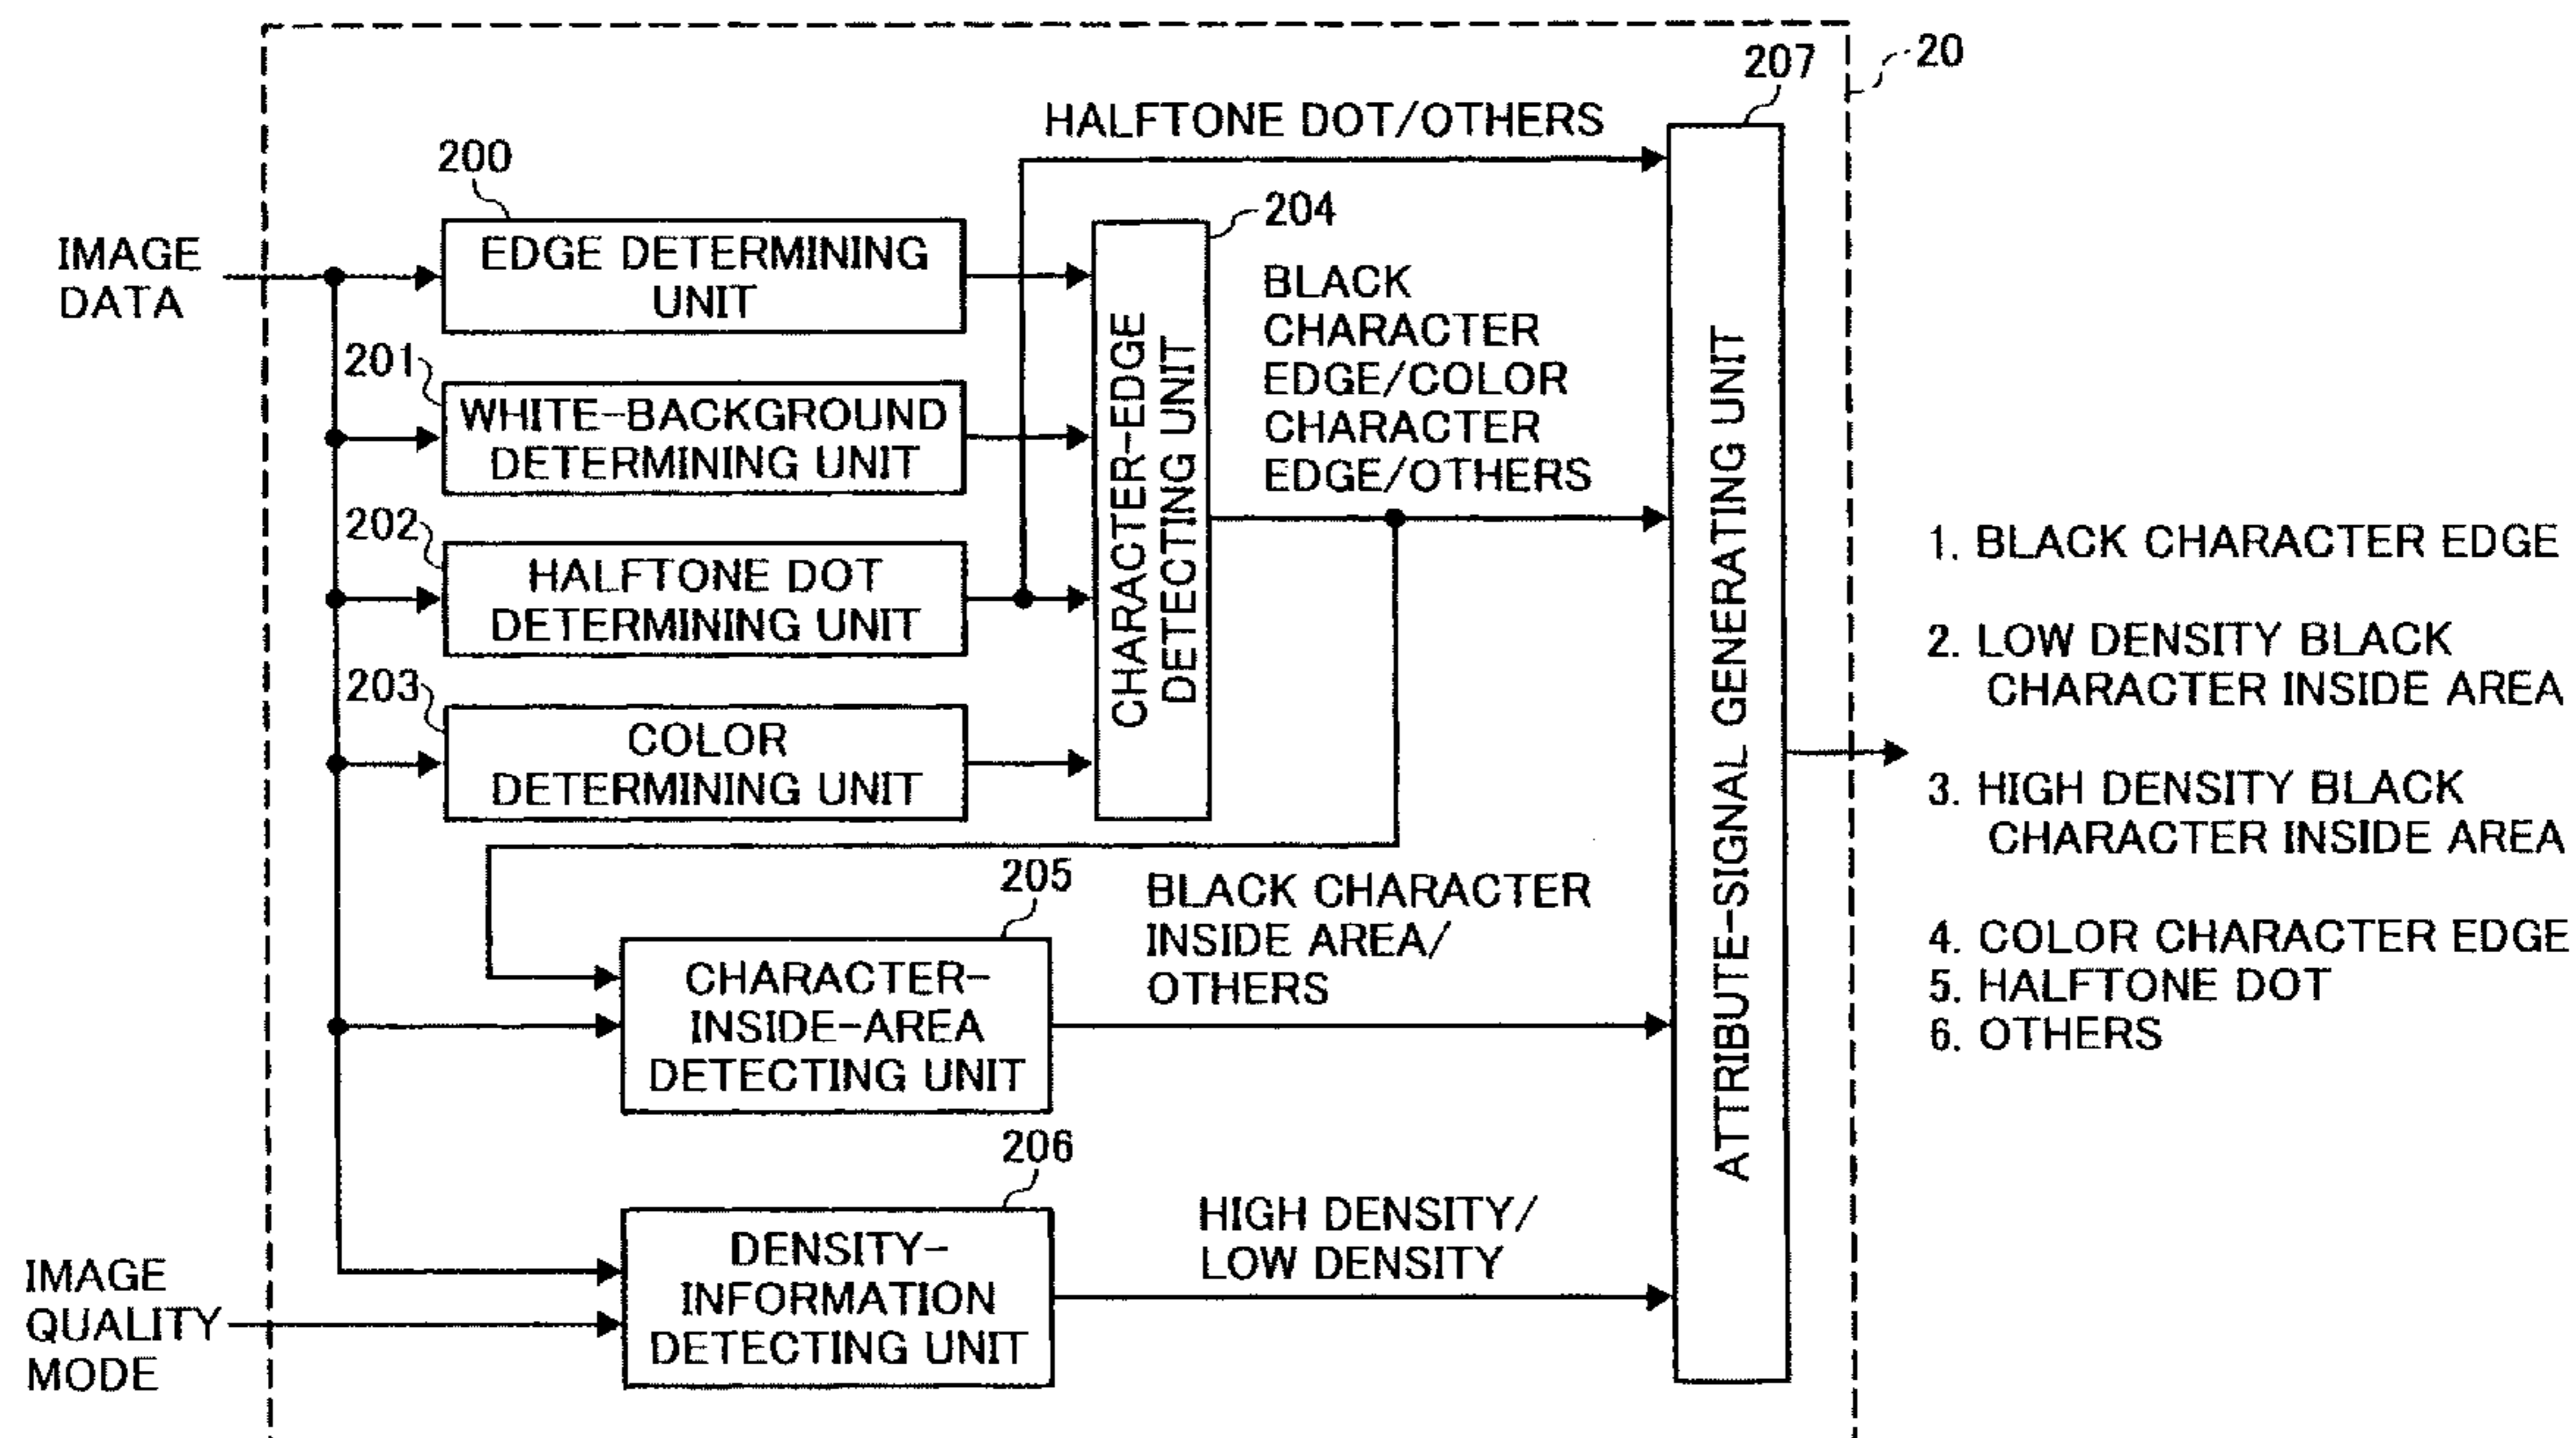 20
207
HALFTONE DOT/OTHERS
200
204
IMAGE
DATA
EDGE DETERMINING
UNIT
BLACK
CHARACTER
EDGE/COLOR
CHARACTER
EDGE/OTHERS
201
WHITE-BACKGROUND
DETERMINING UNIT
202
HALFTONE DOT
DETERMINING UNIT
203
COLOR
DETERMINING UNIT
CHARACTER-EDGE
DETECTING UNIT
ATTRIBUTE-SIGNAL GENERATING UNIT
205
CHARACTER-
INSIDE-AREA
DETECTING UNIT
BLACK CHARACTER
INSIDE AREA/
OTHERS
206
IMAGE
QUALITY
MODE
DENSITY-
INFORMATION
DETECTING UNIT
HIGH DENSITY/
LOW DENSITY
1. BLACK CHARACTER EDGE
2. LOW DENSITY BLACK
CHARACTER INSIDE AREA
3. HIGH DENSITY BLACK
CHARACTER INSIDE AREA
4. COLOR CHARACTER EDGE
5. HALFTONE DOT
6. OTHERS